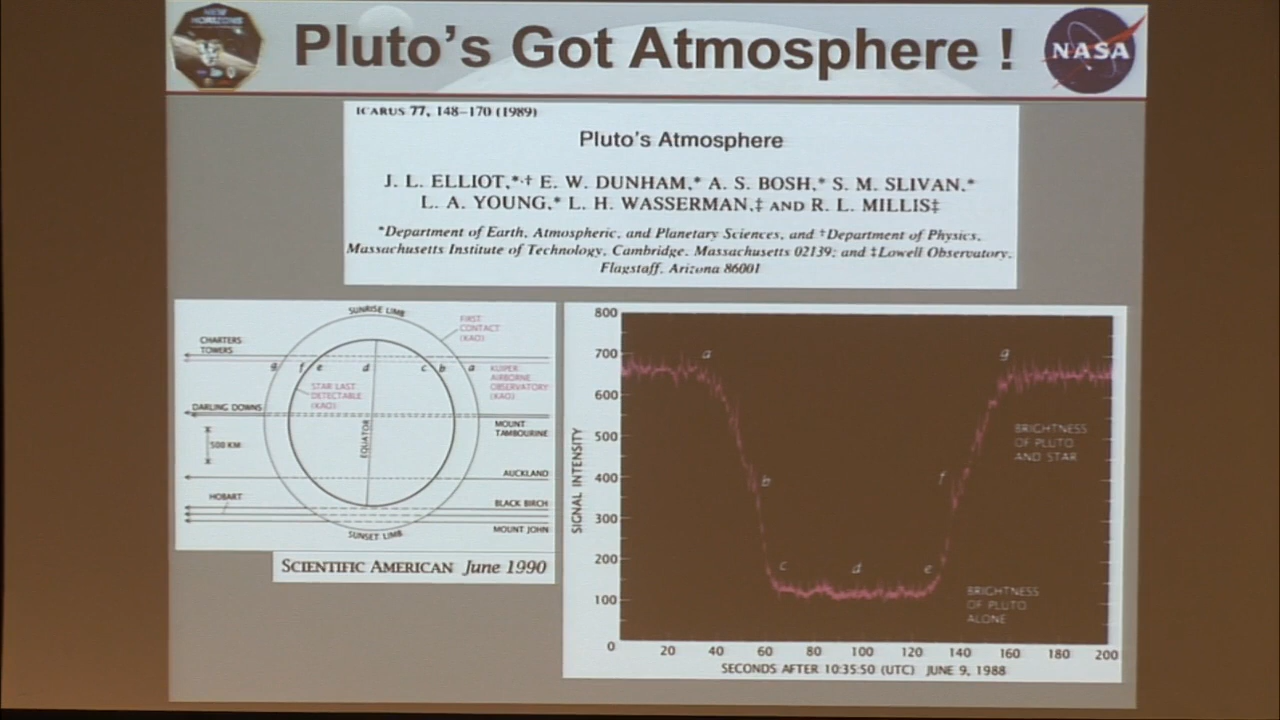 NEW HORIZONS
Pluto's Got Atmosphere !
NASA
ICARUS 77, 148–170 (1989)
Pluto's Atmosphere
J. L. ELLIOT,*,† E. W. DUNHAM,* A. S. BOSH,* S. M. SLIVAN,*
L. A. YOUNG,* L. H. WASSERMAN,‡ AND R. L. MILLIS‡
*Department of Earth, Atmospheric, and Planetary Sciences, and †Department of Physics,
Massachusetts Institute of Technology, Cambridge, Massachusetts 02139; and ‡Lowell Observatory,
Flagstaff, Arizona 86001
SUNRISE LIMB
FIRST
CONTACT
(KAO)
CHARTERS
TOWERS
g f e d c b a
KUIPER
AIRBORNE
OBSERVATORY
(KAO)
STAR LAST
DETECTABLE
(KAO)
DARLING DOWNS
MOUNT
TAMBOURINE
EQUATOR
500 KM
AUCKLAND
HOBART
BLACK BIRCH
MOUNT JOHN
SUNSET LIMB
SCIENTIFIC AMERICAN June 1990
800
700
600
500
400
300
200
100
0
SIGNAL INTENSITY
a
b
c
d
e
f
g
BRIGHTNESS
OF PLUTO
AND STAR
BRIGHTNESS
OF PLUTO
ALONE
20 40 60 80 100 120 140 160 180 200
SECONDS AFTER 10:35:50 (UTC) JUNE 9, 1988